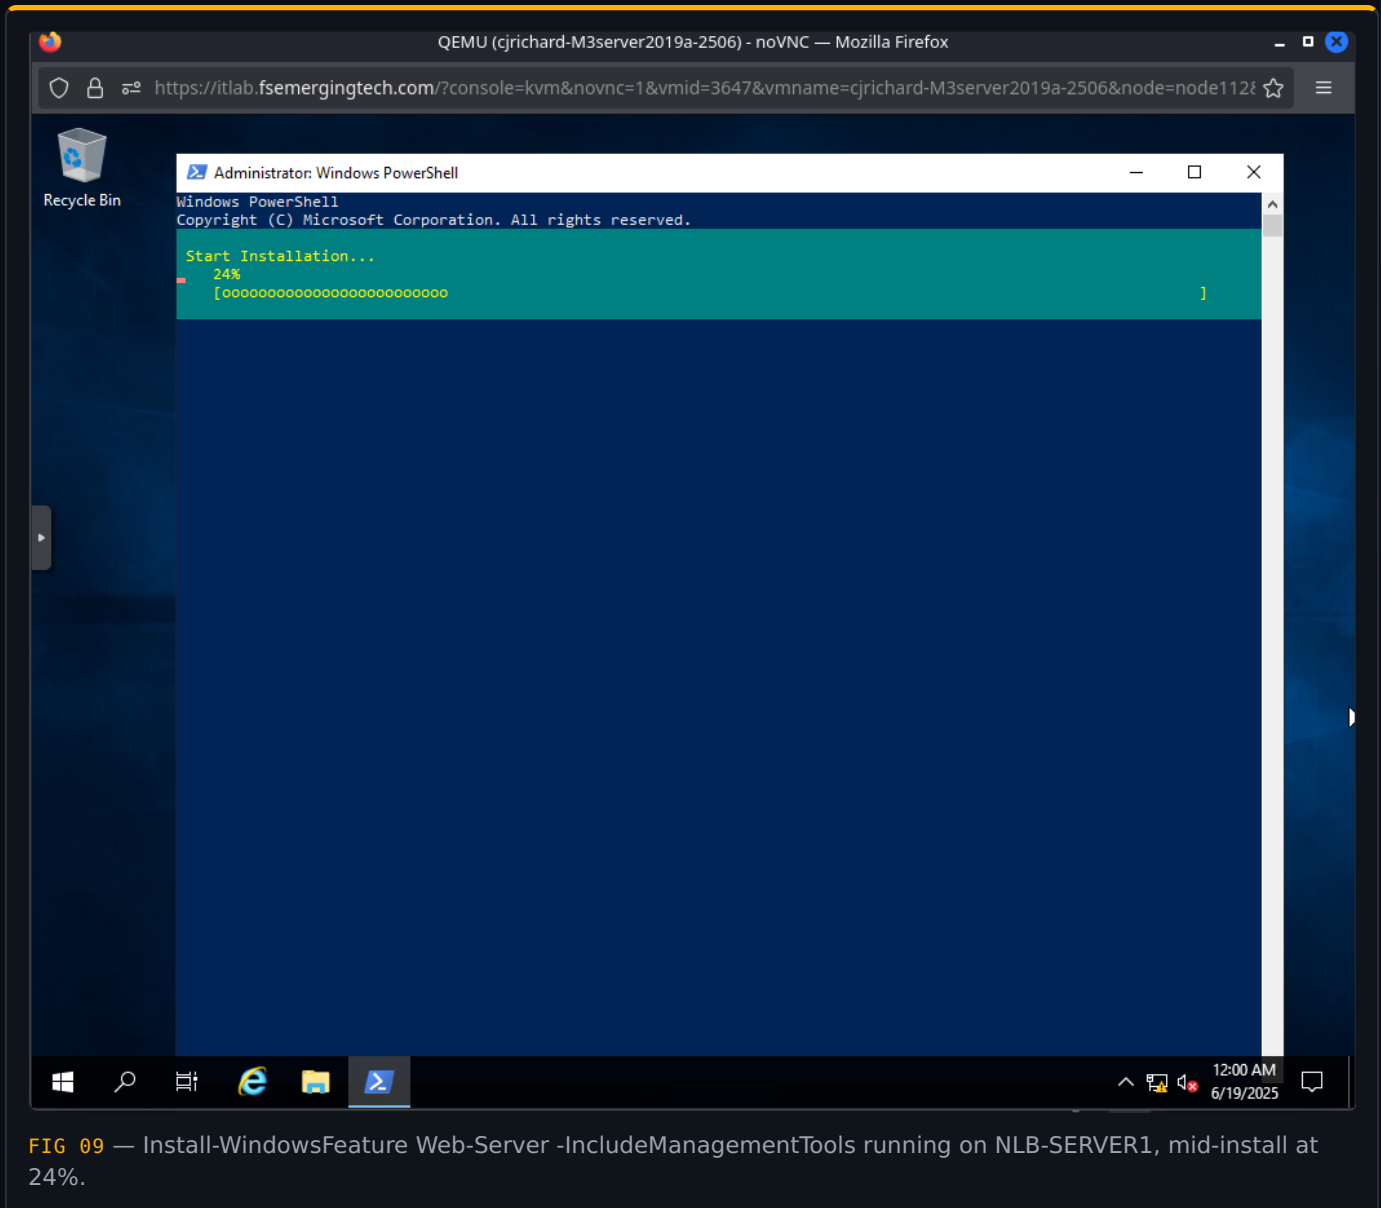 QEMU (cjrichard-M3server2019a-2506) - noVNC — Mozilla Firefox
https://itlab.fsemergingtech.com/?console=kvm&novnc=1&vmid=3647&vmname=cjrichard-M3server2019a-2506&node=node112
Recycle Bin
Administrator: Windows PowerShell
Windows PowerShell
Copyright (C) Microsoft Corporation. All rights reserved.
Start Installation...
24%
[ooooooooooooooooooooooooo ]
12:00 AM
6/19/2025
FIG 09 — Install-WindowsFeature Web-Server -IncludeManagementTools running on NLB-SERVER1, mid-install at
24%.